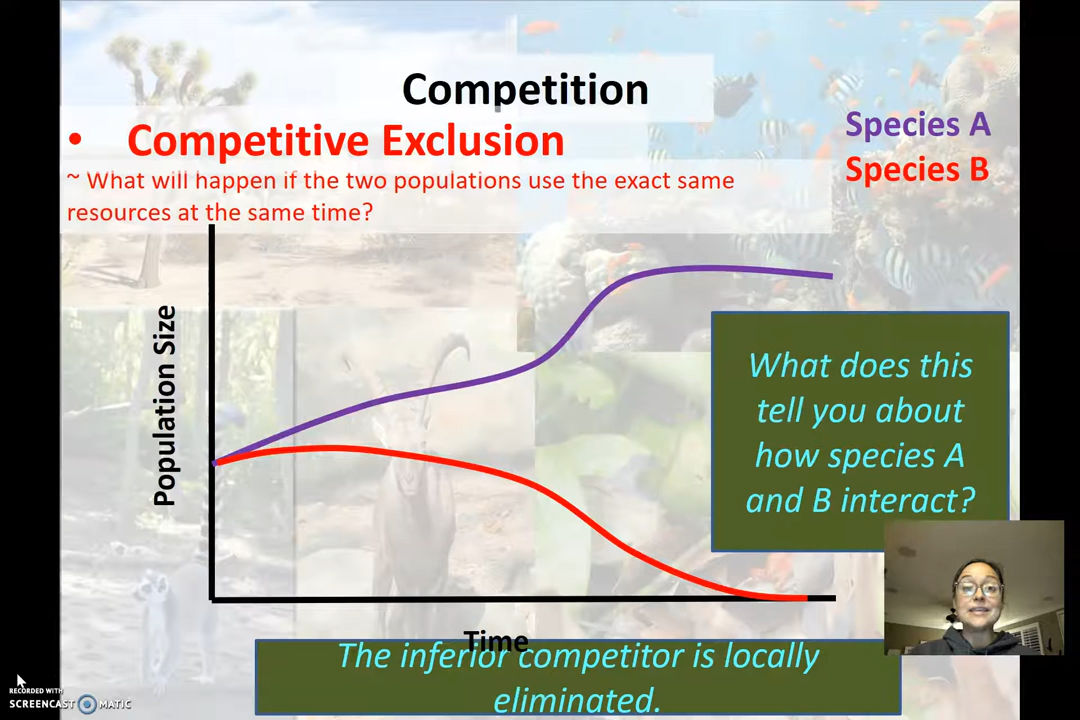 Competition
• Competitive Exclusion
~ What will happen if the two populations use the exact same
resources at the same time?
Species A
Species B
Population Size
What does this
tell you about
how species A
and B interact?
Time
The inferior competitor is locally
eliminated.
RECORDED WITH
SCREENCAST MATIC